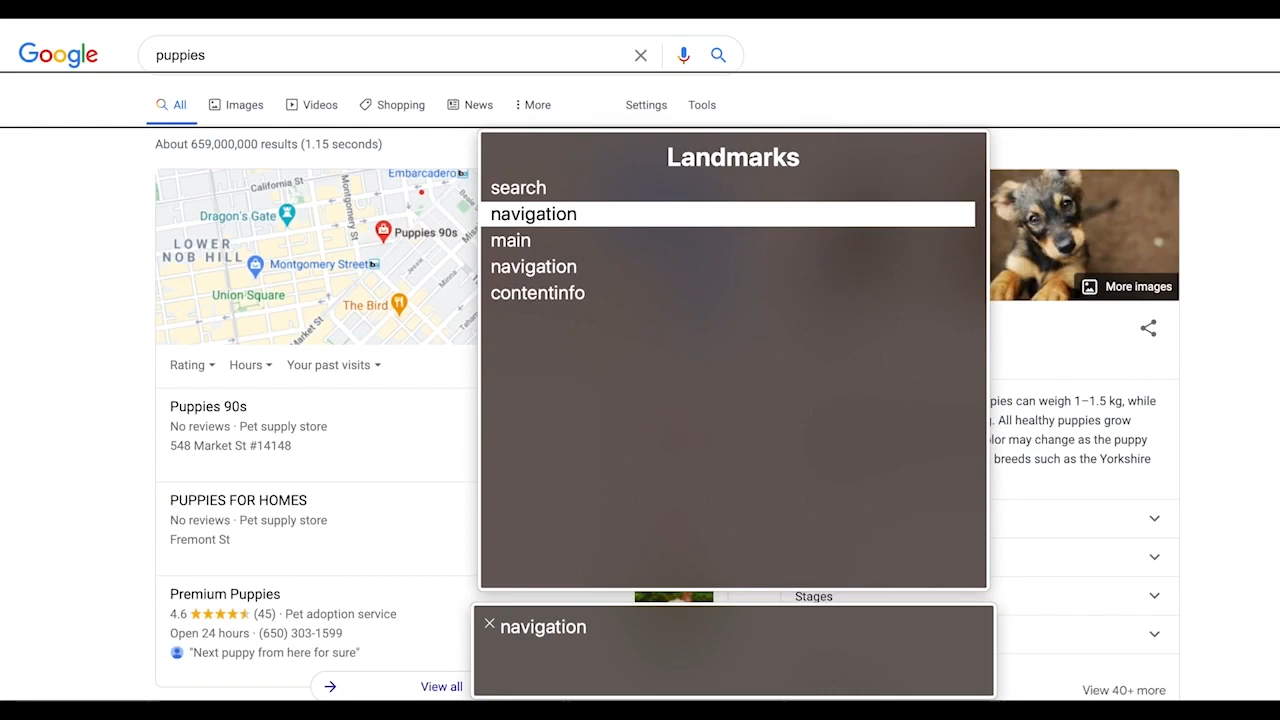 Google
puppies
All
Images
Videos
Shopping
News
More
Settings
Tools
About 659,000,000 results (1.15 seconds)
California St
Montgomery St
Embarcadero
Dragon's Gate
Puppies 90s
LOWER
NOB HILL
Montgomery Street
Jessie
Union Square
The Bird
Market St
Rating
Hours
Your past visits
Puppies 90s
No reviews · Pet supply store
548 Market St #14148
PUPPIES FOR HOMES
No reviews · Pet supply store
Fremont St
Premium Puppies
4.6 (45) · Pet adoption service
Open 24 hours · (650) 303-1599
"Next puppy from here for sure"
View all
Landmarks
search
navigation
main
navigation
contentinfo
Stages
navigation
More images
pies can weigh 1–1.5 kg, while
. All healthy puppies grow
lor may change as the puppy
breeds such as the Yorkshire
View 40+ more